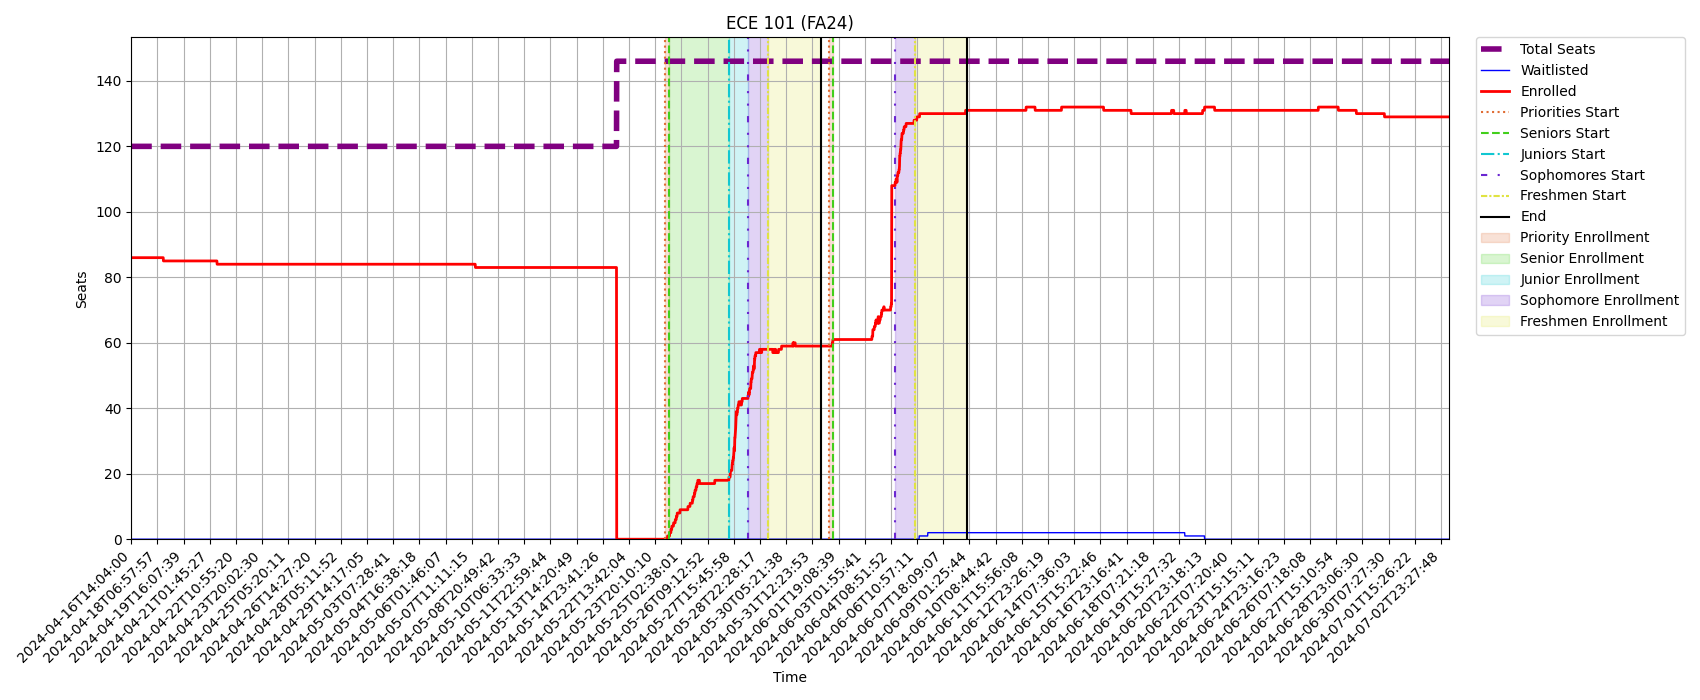 ECE 101 (FA24)
Seats
140
120
100
80
60
40
20
0
2024-04-16T14:04:00
2024-04-18T06:57:57
2024-04-19T16:07:39
2024-04-21T01:45:27
2024-04-22T10:55:20
2024-04-23T20:02:30
2024-04-25T05:20:11
2024-04-26T14:27:20
2024-04-28T05:11:52
2024-04-29T14:17:05
2024-05-03T07:28:41
2024-05-04T16:38:18
2024-05-06T01:46:07
2024-05-07T11:11:15
2024-05-08T20:49:42
2024-05-10T06:33:33
2024-05-11T22:59:44
2024-05-13T14:20:49
2024-05-14T23:41:26
2024-05-22T13:42:04
2024-05-23T20:10:16
2024-05-25T02:38:01
2024-05-26T09:12:52
2024-05-27T15:45:58
2024-05-28T22:28:17
2024-05-30T05:21:38
2024-05-31T12:23:53
2024-06-01T19:08:39
2024-06-03T01:55:41
2024-06-04T08:51:52
2024-06-06T10:57:11
2024-06-07T18:09:07
2024-06-09T01:25:44
2024-06-10T08:44:42
2024-06-11T15:56:08
2024-06-12T23:26:19
2024-06-14T07:36:03
2024-06-15T15:22:46
2024-06-16T23:16:41
2024-06-18T07:21:18
2024-06-19T15:27:32
2024-06-20T23:18:13
2024-06-22T07:20:40
2024-06-23T15:15:11
2024-06-24T23:16:23
2024-06-26T07:18:08
2024-06-27T15:10:54
2024-06-28T23:06:30
2024-06-30T07:27:30
2024-07-01T15:26:22
2024-07-02T23:27:48
Time
Total Seats
Waitlisted
Enrolled
Priorities Start
Seniors Start
Juniors Start
Sophomores Start
Freshmen Start
End
Priority Enrollment
Senior Enrollment
Junior Enrollment
Sophomore Enrollment
Freshmen Enrollment